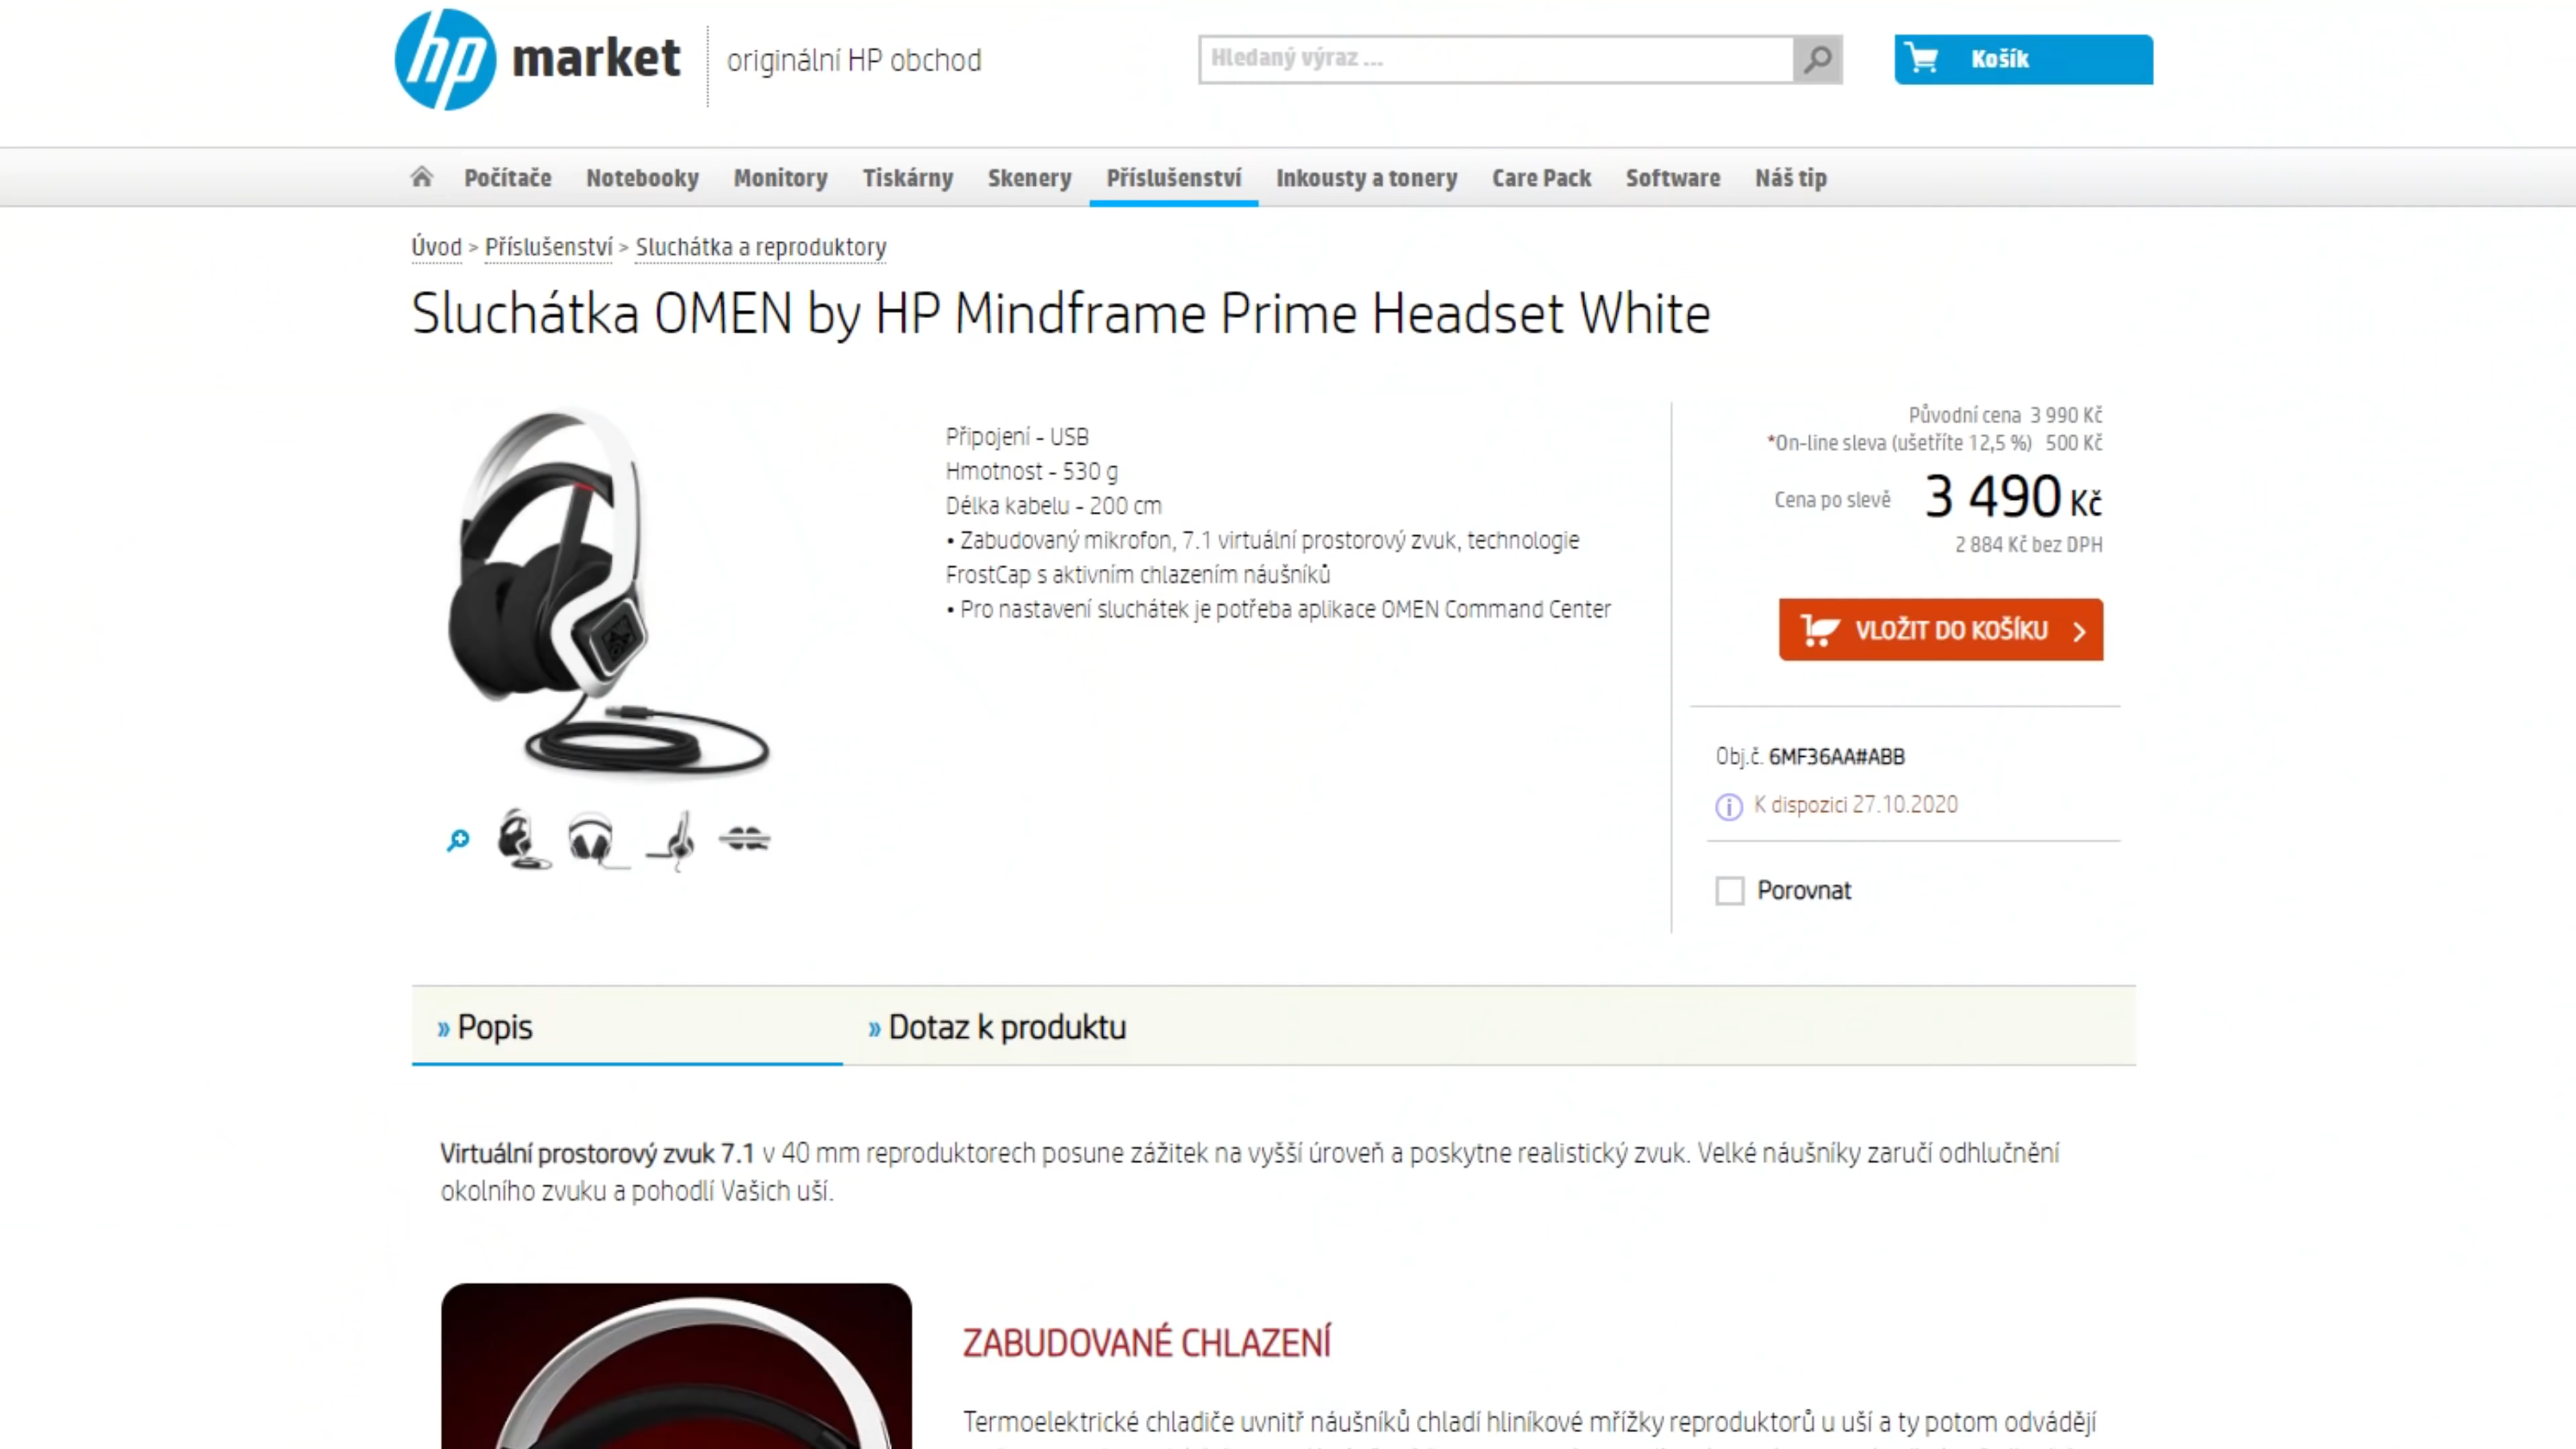 hp market originální HP obchod Hledaný výraz ... Košík
Počítače Notebooky Monitory Tiskárny Skenery Příslušenství Inkousty a tonery Care Pack Software Náš tip
Úvod > Příslušenství > Sluchátka a reproduktory
Sluchátka OMEN by HP Mindframe Prime Headset White
Připojení - USB
Hmotnost - 530 g
Délka kabelu - 200 cm
• Zabudovaný mikrofon, 7.1 virtuální prostorový zvuk, technologie
FrostCap s aktivním chlazením náušníků
• Pro nastavení sluchátek je potřeba aplikace OMEN Command Center
Původní cena 3 990 Kč
*On-line sleva (ušetříte 12,5 %) 500 Kč
Cena po slevě 3 490 Kč
2 884 Kč bez DPH
VLOŽIT DO KOŠÍKU
Obj.č. 6MF36AA#ABB
K dispozici 27.10.2020
Porovnat
» Popis » Dotaz k produktu
Virtuální prostorový zvuk 7.1 v 40 mm reproduktorech posune zážitek na vyšší úroveň a poskytne realistický zvuk. Velké náušníky zaručí odhlučnění
okolního zvuku a pohodlí Vašich uší.
ZABUDOVANÉ CHLAZENÍ
Termoelektrické chladiče uvnitř náušníků chladí hliníkové mřížky reproduktorů u uší a ty potom odvádějí